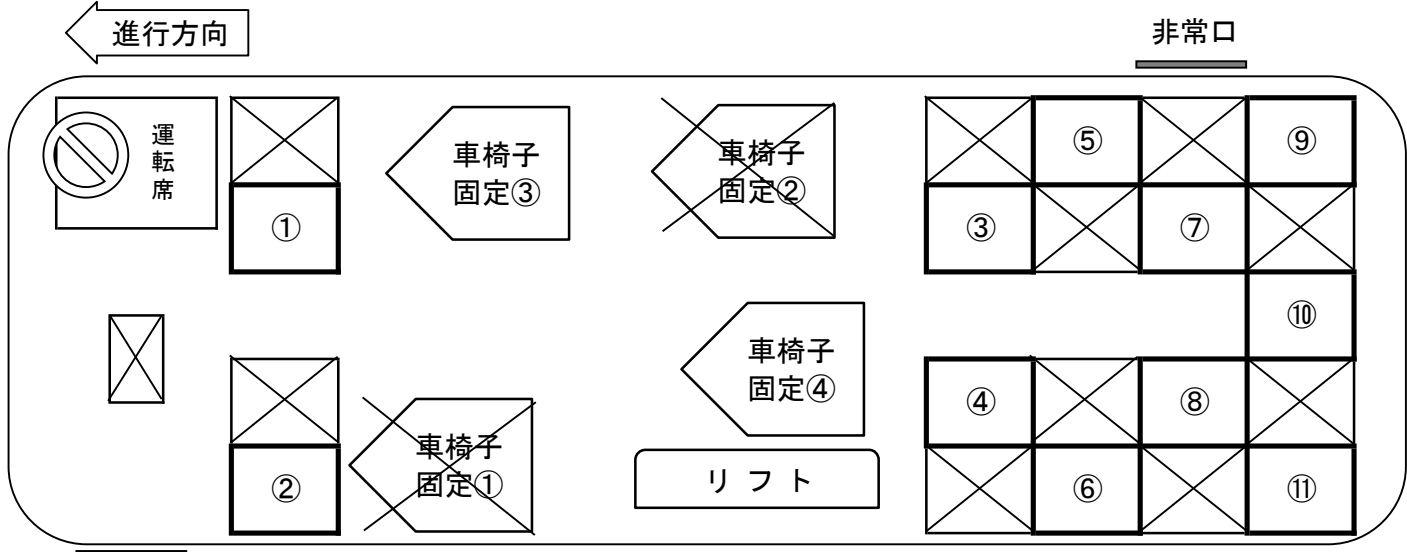 進行方向
非常口
運転席
車椅子
固定③
車椅子
固定②
⑤
⑨
①
③
⑦
⑩
車椅子
固定④
④
⑧
車椅子
固定①
②
リフト
⑥
⑪